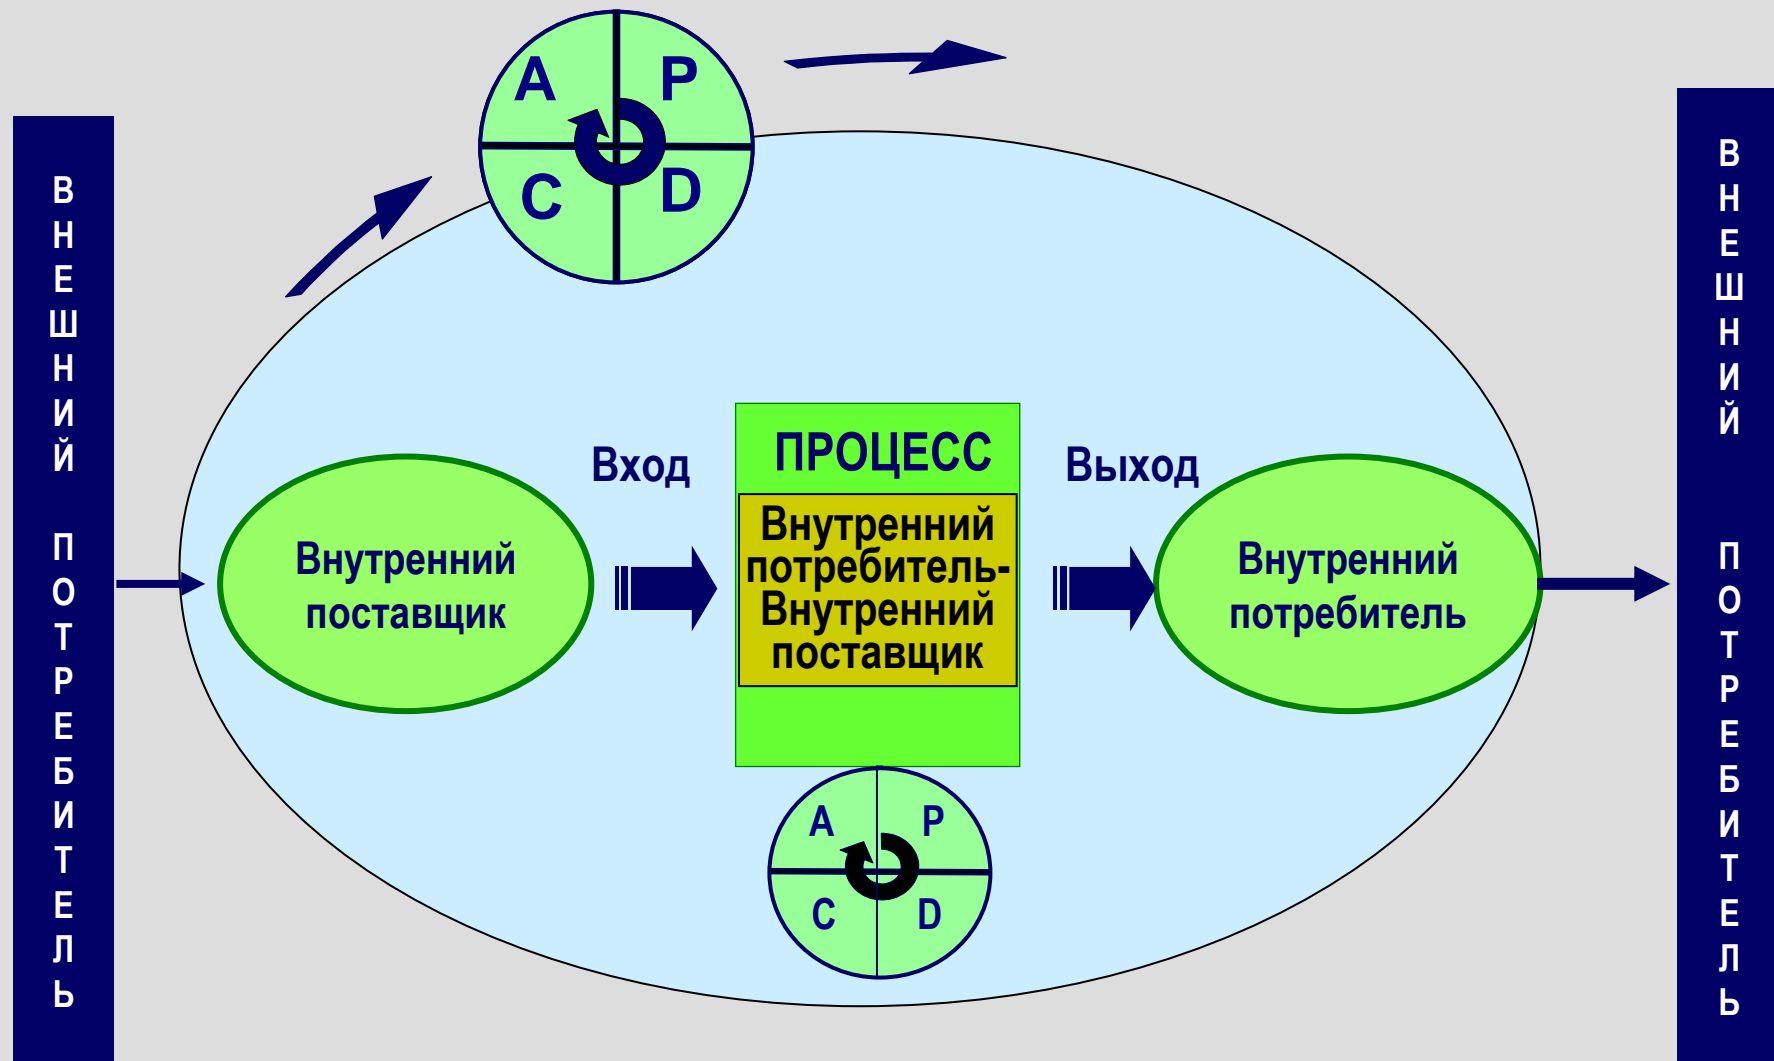 A
P
C
D
ВНЕШНИЙ
ПОТРЕБИТЕЛЬ
Внутренний
поставщик
Вход
ПРОЦЕСС
Внутренний
потребитель-
Внутренний
поставщик
Выход
Внутренний
потребитель
A
P
C
D
ВНЕШНИЙ
ПОТРЕБИТЕЛЬ